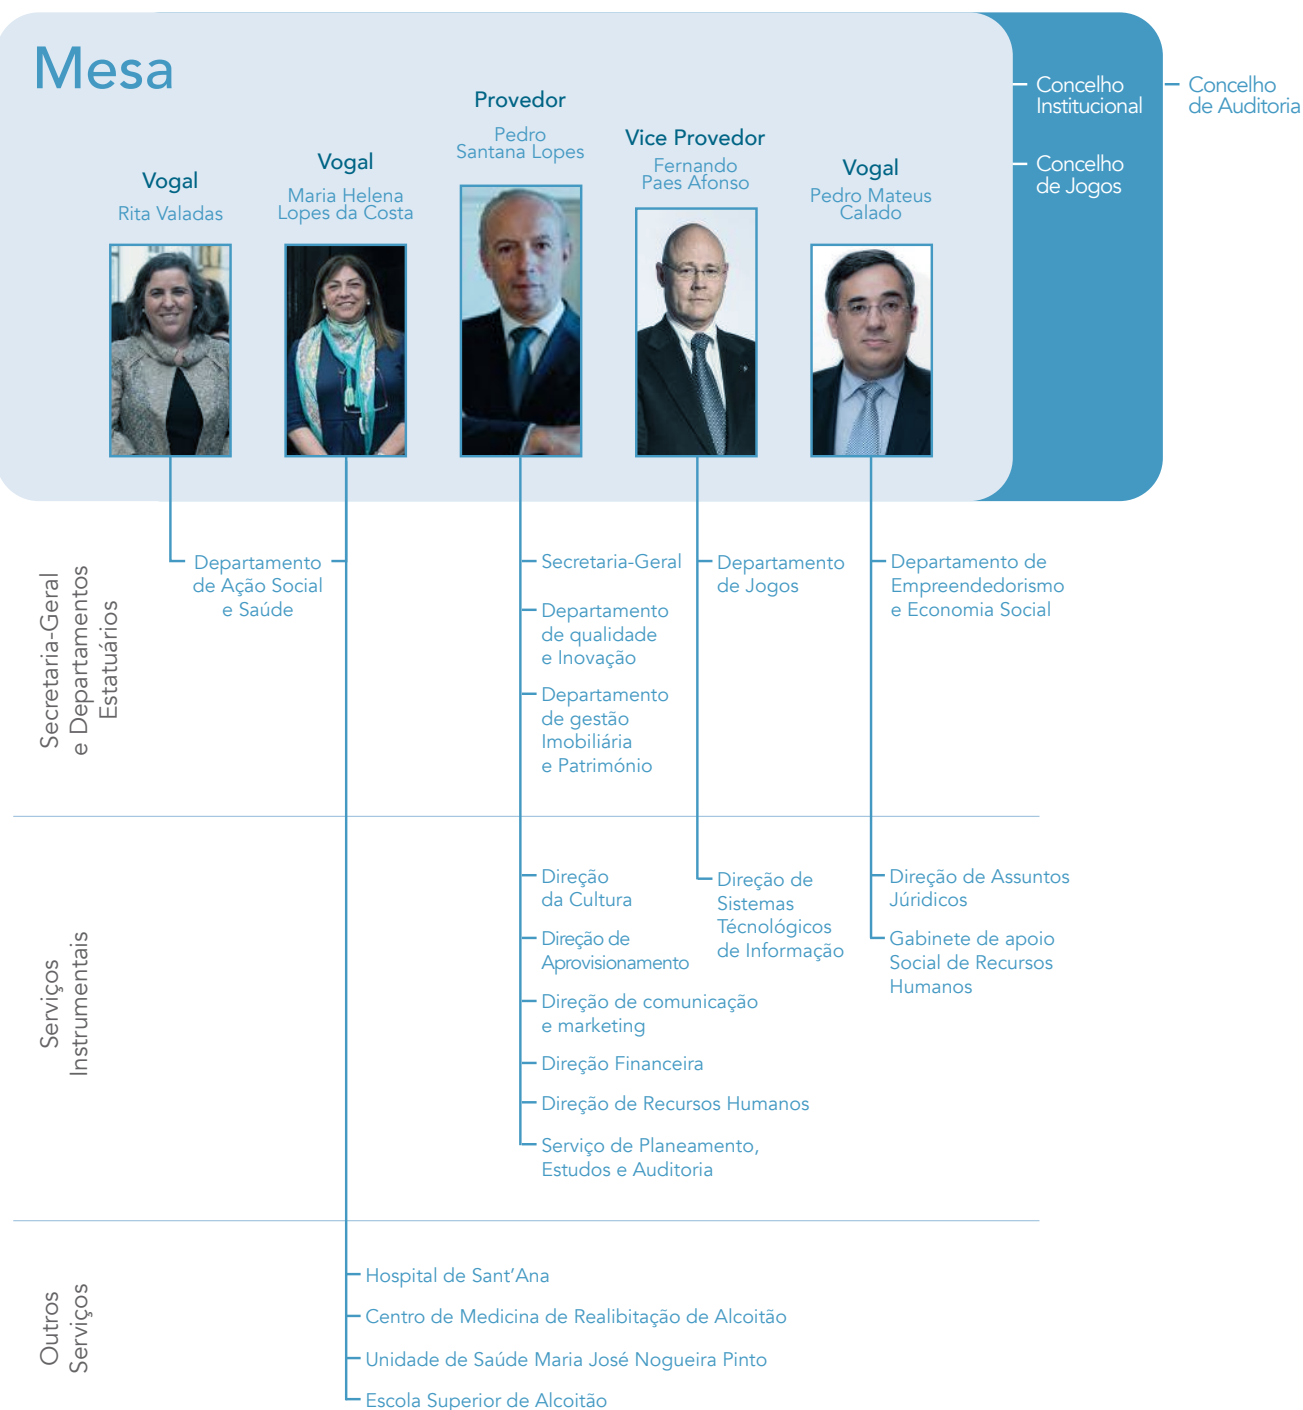 Mesa
Concelho
Institucional
Concelho
de Auditoria
Concelho
de Jogos
Vogal
Rita Valadas
Vogal
Maria Helena
Lopes da Costa
Provedor
Pedro
Santana Lopes
Vice Provedor
Fernando
Paes Afonso
Vogal
Pedro Mateus
Calado
Secretaria-Geral
e Departamentos
Estatuários
Departamento
de Ação Social
e Saúde
Secretaria-Geral
Departamento
de qualidade
e Inovação
Departamento
de gestão
Imobiliária
e Património
Departamento
de Jogos
Departamento de
Empreendedorismo
e Economia Social
Serviços
Instrumentais
Direção
da Cultura
Direção de
Aprovisionamento
Direção de comunicação
e marketing
Direção Financeira
Direção de Recursos Humanos
Serviço de Planeamento,
Estudos e Auditoria
Direção de
Sistemas
Técnológicos
de Informação
Direção de Assuntos
Júridicos
Gabinete de apoio
Social de Recursos
Humanos
Outros
Serviços
Hospital de Sant’Ana
Centro de Medicina de Realibitação de Alcoitão
Unidade de Saúde Maria José Nogueira Pinto
Escola Superior de Alcoitão